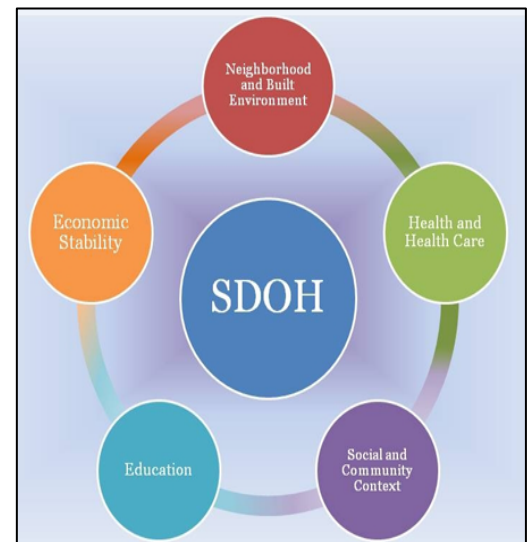 Neighborhood
and Built
Environment
Economic
Stability
Health and
Health Care
SDOH
Education
Social and
Community
Context